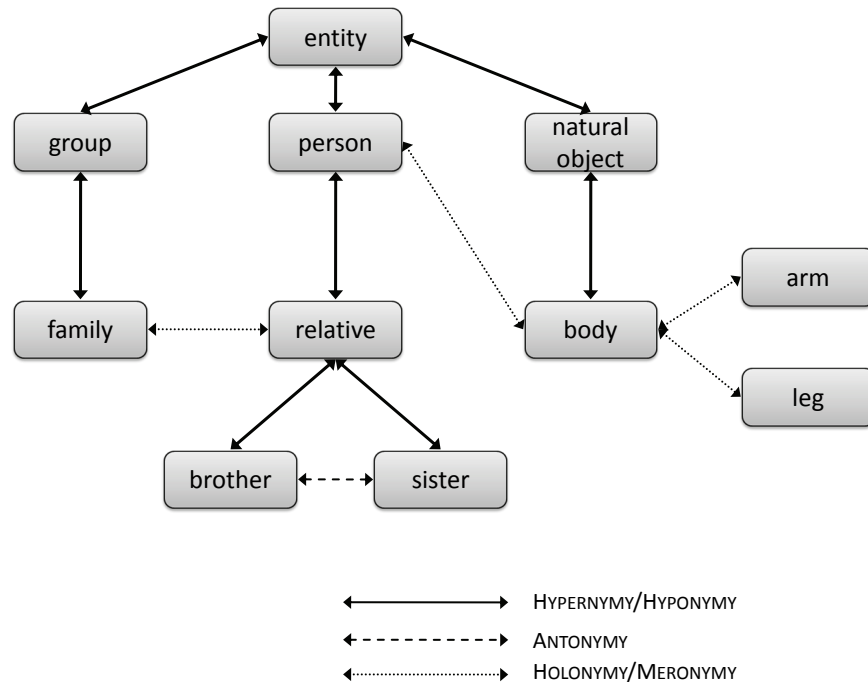 entity
group
person
natural
object
family
relative
body
arm
leg
brother
sister
HYPERNYMY/HYPONYMY
ANTONYMY
HOLONYMY/MERONYMY